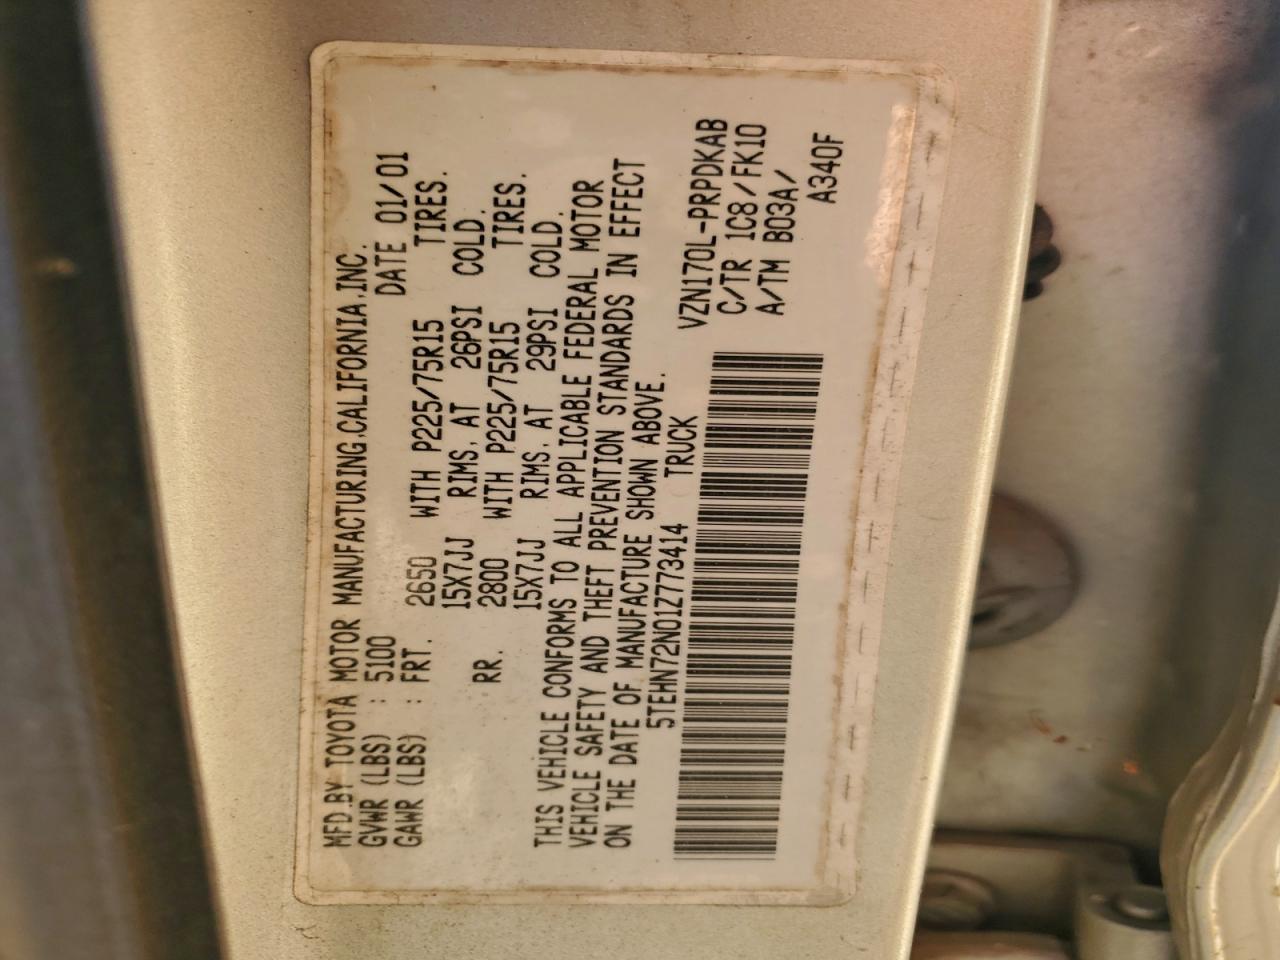 MFD.BY TOYOTA MOTOR MANUFACTURING.CALIFORNIA.INC.
GVWR (LBS) : 5100 DATE 01/01
GAWR (LBS) : FRT. 2650 WITH P225/75R15 TIRES.
15X7JJ RIMS. AT 26PSI COLD.
RR. 2800 WITH P225/75R15 TIRES.
15X7JJ RIMS. AT 29PSI COLD.
THIS VEHICLE CONFORMS TO ALL APPLICABLE FEDERAL MOTOR
VEHICLE SAFETY AND THEFT PREVENTION STANDARDS IN EFFECT
ON THE DATE OF MANUFACTURE SHOWN ABOVE.
5TEHN72N01Z773414 TRUCK
VZN170L-PRPDKAB
C/TR 1C8/FK10
A/TM B03A/
A340F